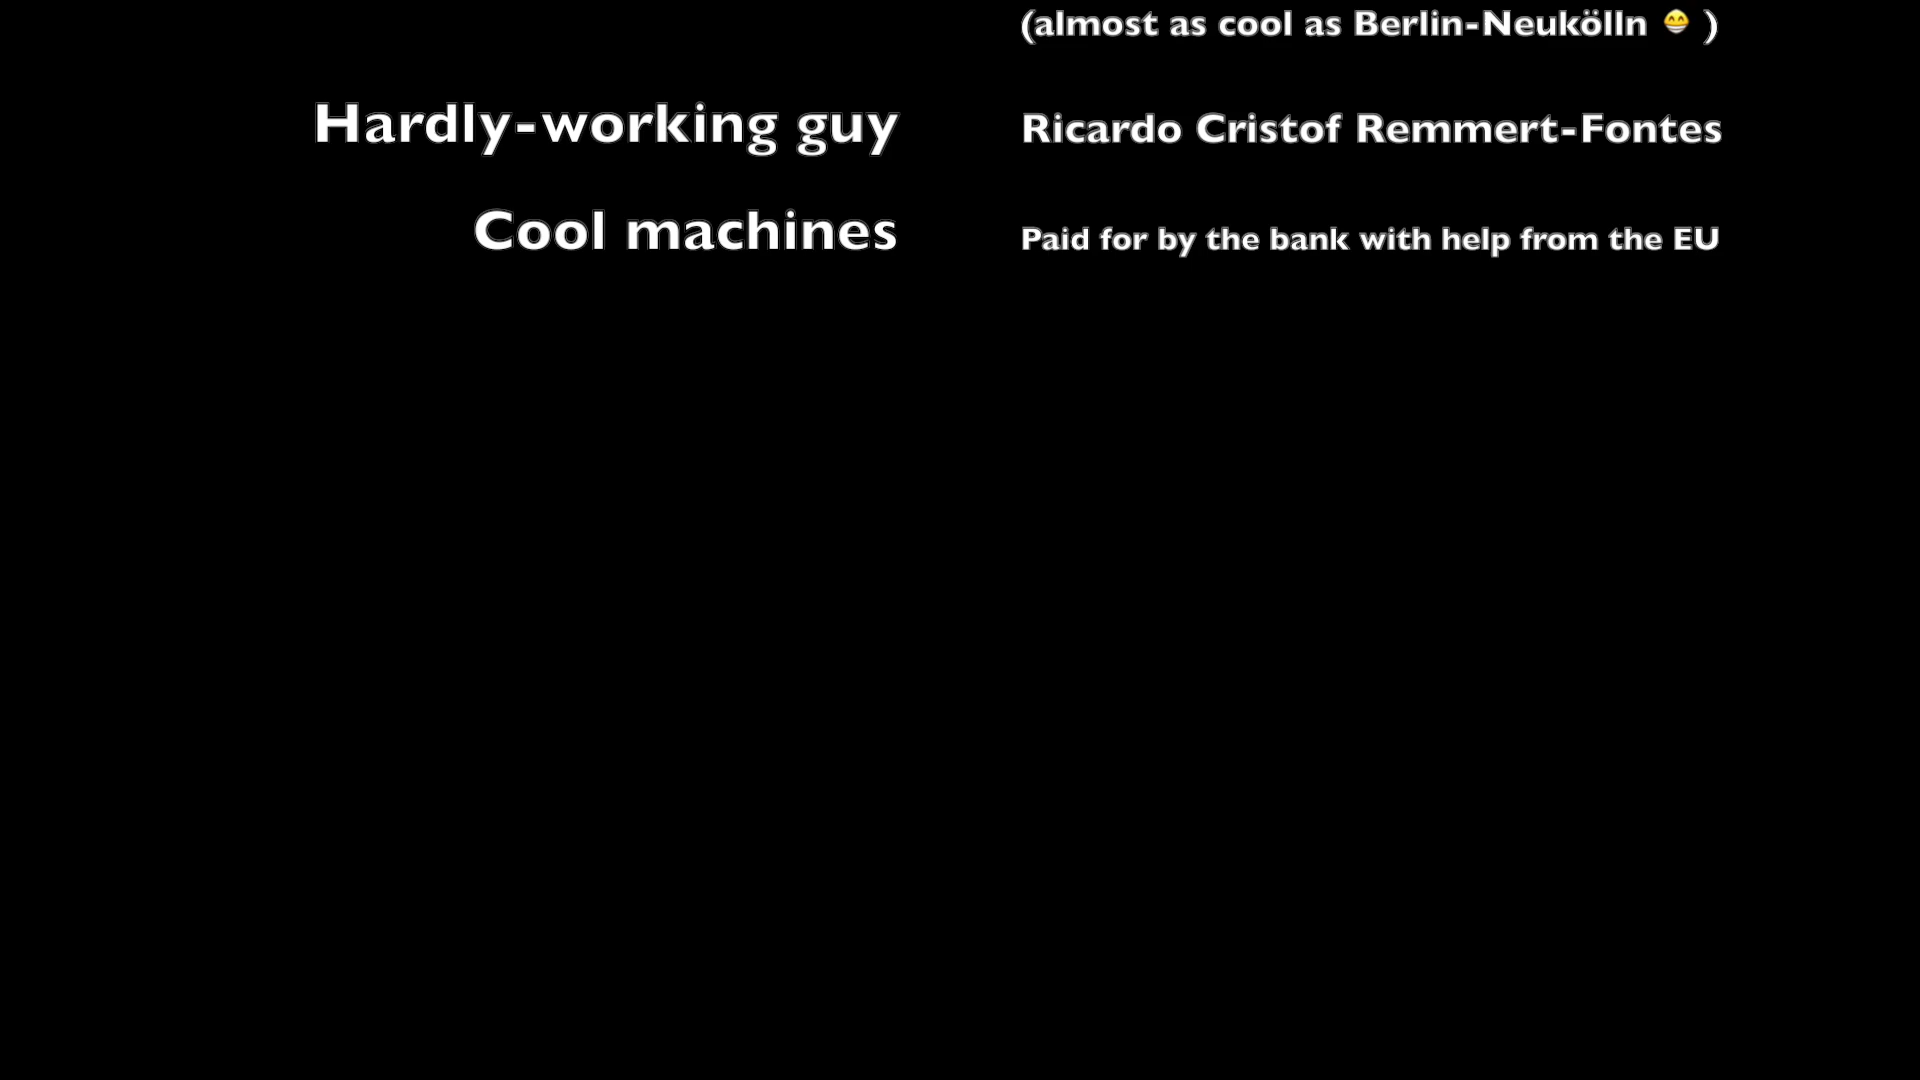 (almost as cool as Berlin-Neukölln 😁 )
Hardly-working guy Ricardo Cristof Remmert-Fontes
Cool machines Paid for by the bank with help from the EU